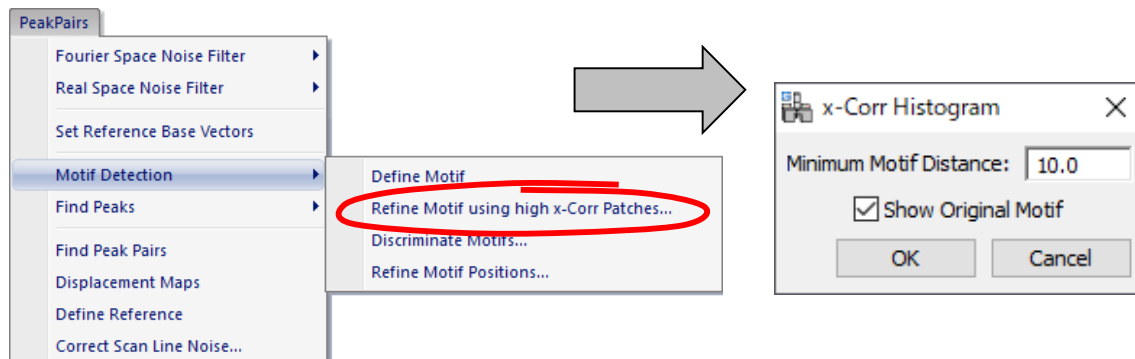 PeakPairs
Fourier Space Noise Filter
Real Space Noise Filter
Set Reference Base Vectors
Motif Detection
Find Peaks
Find Peak Pairs
Displacement Maps
Define Reference
Correct Scan Line Noise...
Define Motif
Refine Motif using high x-Corr Patches...
Discriminate Motifs...
Refine Motif Positions...
x-Corr Histogram
Minimum Motif Distance: 10.0
Show Original Motif
OK Cancel